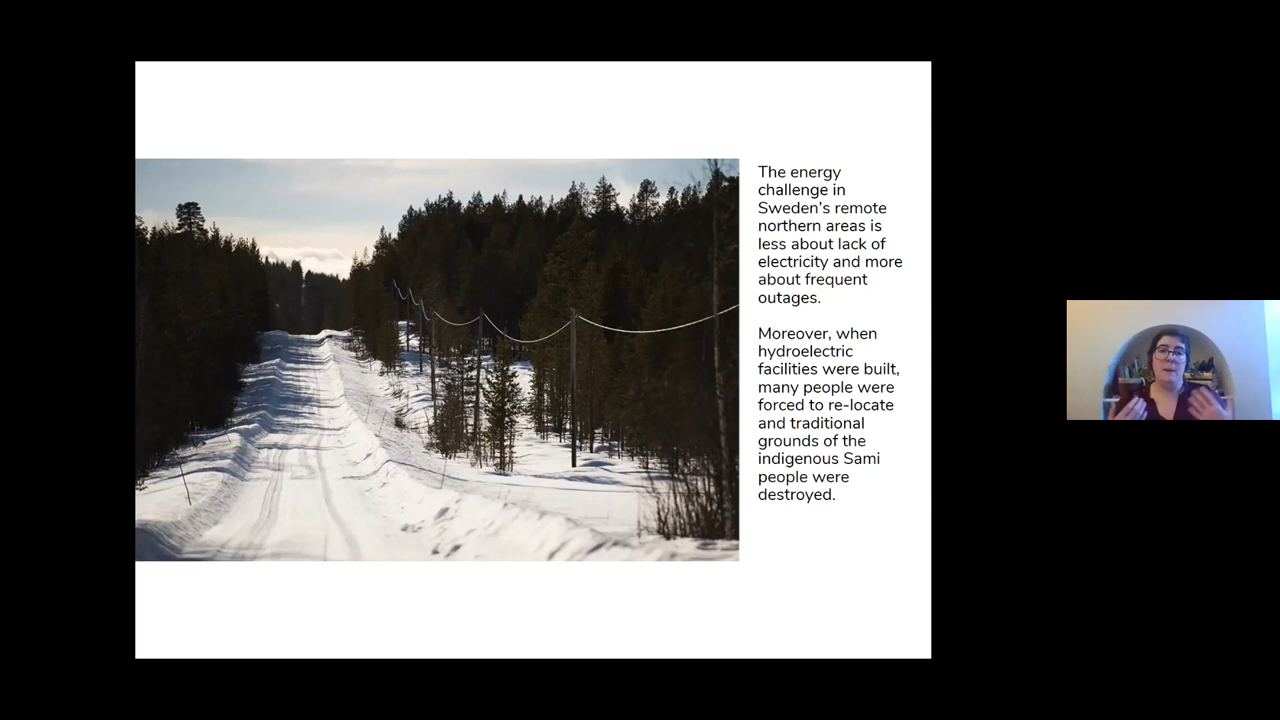 The energy
challenge in
Sweden's remote
northern areas is
less about lack of
electricity and more
about frequent
outages.
Moreover, when
hydroelectric
facilities were built,
many people were
forced to re-locate
and traditional
grounds of the
indigenous Sami
people were
destroyed.